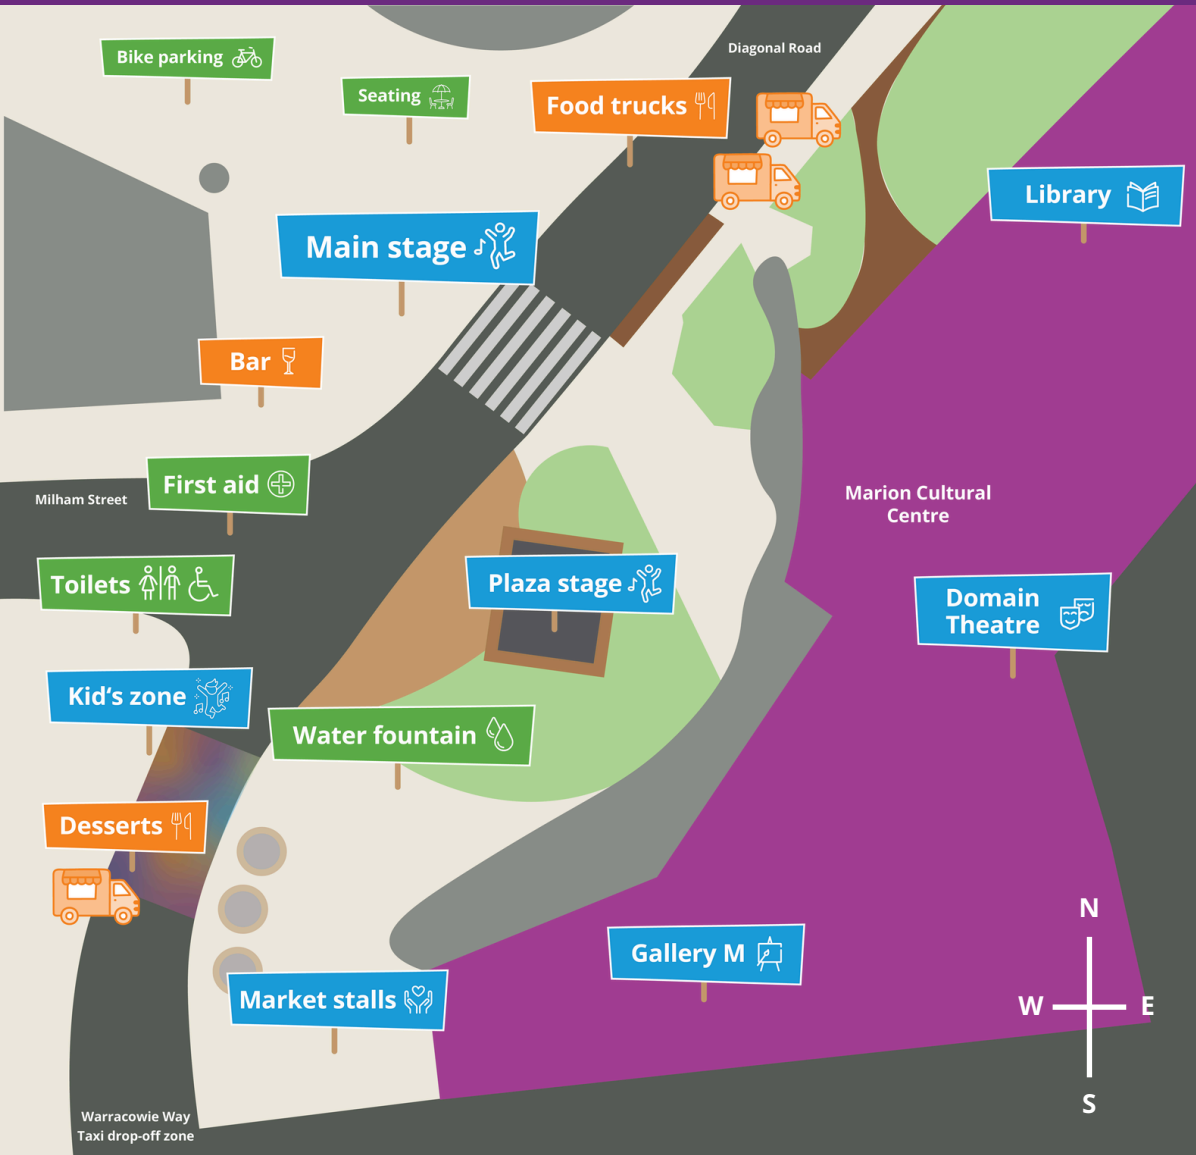 Diagonal Road
Bike parking
Seating
Food trucks
Library
Main stage
Bar
First aid
Milham Street
Marion Cultural
Centre
Toilets
Plaza stage
Domain
Theatre
Kid's zone
Water fountain
Desserts
Gallery M
Market stalls
N
W
E
S
Warracowie Way
Taxi drop-off zone